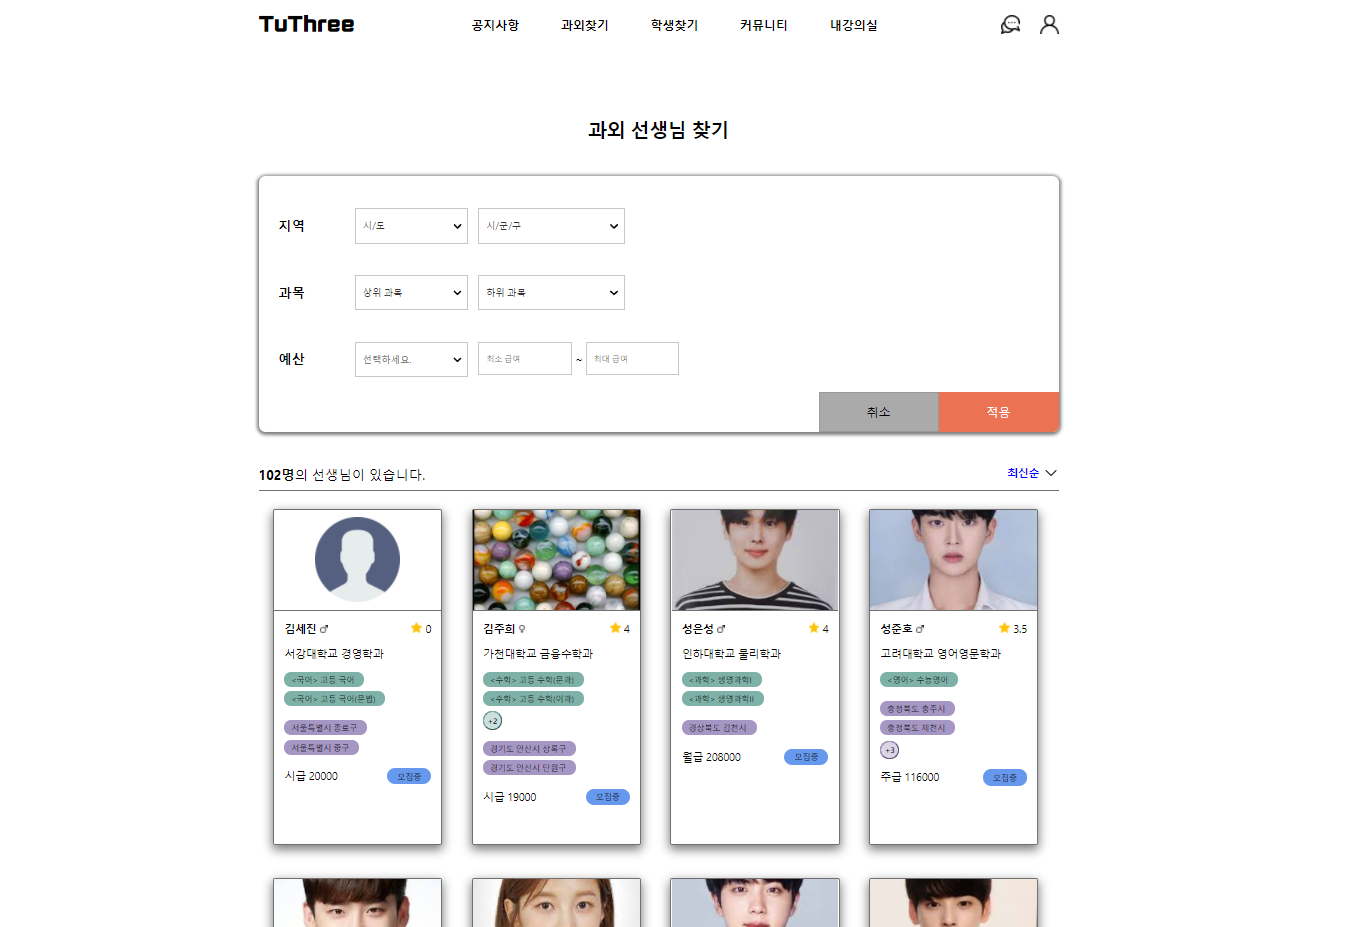 TuThree 공지사항 과외찾기 학생찾기 커뮤니티 내강의실
과외 선생님 찾기
지역 시/도 시/군/구
과목 상위 과목 하위 과목
예산 선택하세요. 최소 급여 ~ 최대 급여
취소 적용
102명의 선생님이 있습니다. 최신순
김세진 ♂ 0
서강대학교 경영학과
<국어> 고등 국어
<국어> 고등 국어(문법)
서울특별시 종로구
서울특별시 중구
시급 20000 모집중
김주희 ♀ 4
가천대학교 금융수학과
<수학> 고등 수학(문과)
<수학> 고등 수학(이과)
+2
경기도 안산시 상록구
경기도 안산시 단원구
시급 19000 모집중
성은성 ♂ 4
인하대학교 물리학과
<과학> 생명과학I
<과학> 생명과학II
경상북도 김천시
월급 208000 모집중
성준호 ♂ 3.5
고려대학교 영어영문학과
<영어> 수능영어
충청북도 충주시
충청북도 제천시
+3
주급 116000 모집중